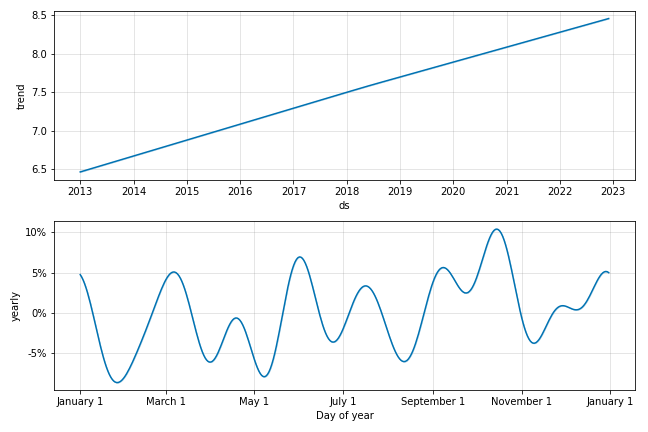 8.5
8.0
7.5
7.0
6.5
trend
2013 2014 2015 2016 2017 2018 2019 2020 2021 2022 2023
ds
10%
5%
0%
-5%
yearly
January 1 March 1 May 1 July 1 September 1 November 1 January 1
Day of year